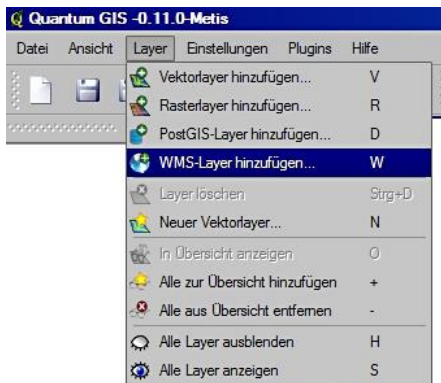 Quantum GIS -0.11.0-Metis
Datei Ansicht Layer Einstellungen Plugins Hilfe
Vektorlayer hinzufügen... V
Rasterlayer hinzufügen... R
PostGIS-Layer hinzufügen... D
WMS-Layer hinzufügen... W
Layer löschen Strg+D
Neuer Vektorlayer... N
In Übersicht anzeigen O
Alle zur Übersicht hinzufügen +
Alle aus Übersicht entfernen -
Alle Layer ausblenden H
Alle Layer anzeigen S